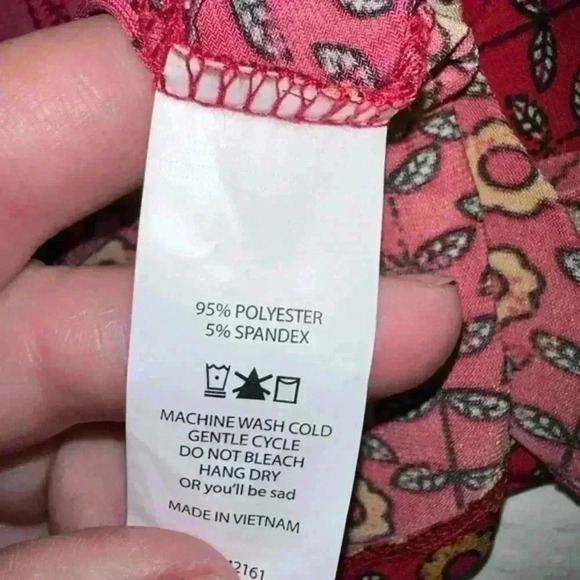 95% POLYESTER
5% SPANDEX
MACHINE WASH COLD
GENTLE CYCLE
DO NOT BLEACH
HANG DRY
OR you'll be sad
MADE IN VIETNAM
2161